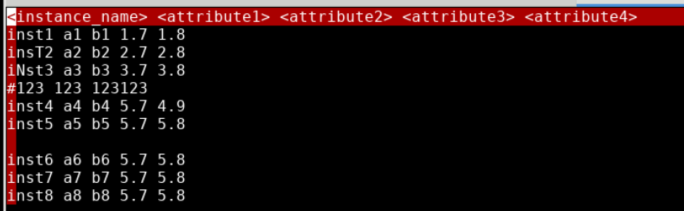 <instance_name> <attribute1> <attribute2> <attribute3> <attribute4>
inst1 a1 b1 1.7 1.8
insT2 a2 b2 2.7 2.8
iNst3 a3 b3 3.7 3.8
#123 123 123123
inst4 a4 b4 5.7 4.9
inst5 a5 b5 5.7 5.8
inst6 a6 b6 5.7 5.8
inst7 a7 b7 5.7 5.8
inst8 a8 b8 5.7 5.8